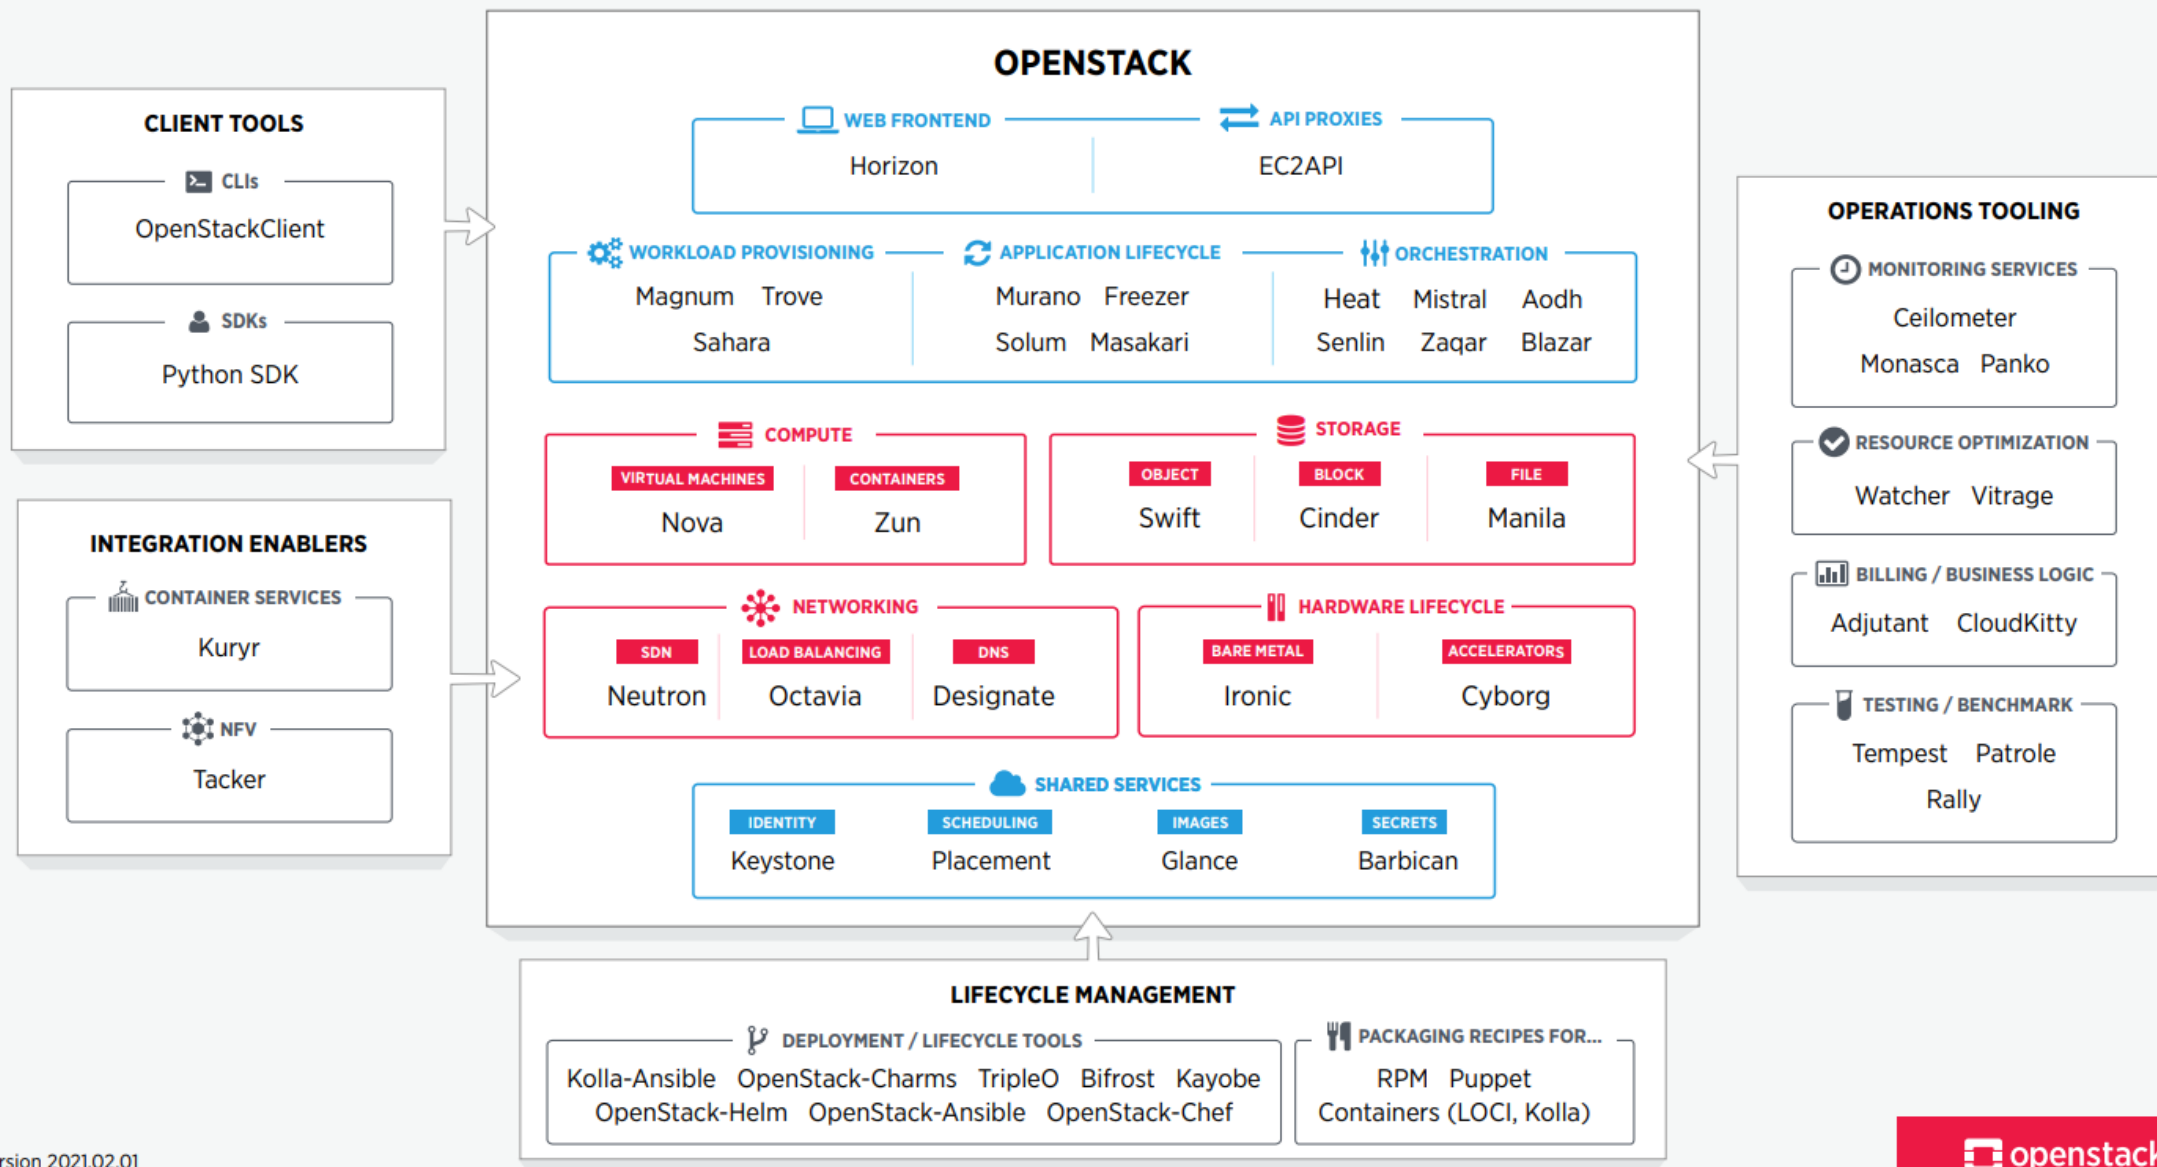 OPENSTACK
WEB FRONTEND
API PROXIES
Horizon
EC2API
WORKLOAD PROVISIONING
APPLICATION LIFECYCLE
ORCHESTRATION
Magnum Trove
Sahara
Murano Freezer
Solum Masakari
Heat Mistral Aodh
Senlin Zaqar Blazar
COMPUTE
VIRTUAL MACHINES
Nova
CONTAINERS
Zun
STORAGE
OBJECT
Swift
BLOCK
Cinder
FILE
Manila
NETWORKING
SDN
Neutron
LOAD BALANCING
Octavia
DNS
Designate
HARDWARE LIFECYCLE
BARE METAL
Ironic
ACCELERATORS
Cyborg
SHARED SERVICES
IDENTITY
Keystone
SCHEDULING
Placement
IMAGES
Glance
SECRETS
Barbican
CLIENT TOOLS
CLIs
OpenStackClient
SDKs
Python SDK
INTEGRATION ENABLERS
CONTAINER SERVICES
Kuryr
NFV
Tacker
OPERATIONS TOOLING
MONITORING SERVICES
Ceilometer
Monasca Panko
RESOURCE OPTIMIZATION
Watcher Vitrage
BILLING / BUSINESS LOGIC
Adjutant CloudKitty
TESTING / BENCHMARK
Tempest Patrole
Rally
LIFECYCLE MANAGEMENT
DEPLOYMENT / LIFECYCLE TOOLS
Kolla-Ansible OpenStack-Charms TripleO Bifrost Kayobe
OpenStack-Helm OpenStack-Ansible OpenStack-Chef
PACKAGING RECIPES FOR...
RPM Puppet
Containers (LOCI, Kolla)
rsion 2021.02.01
openstack